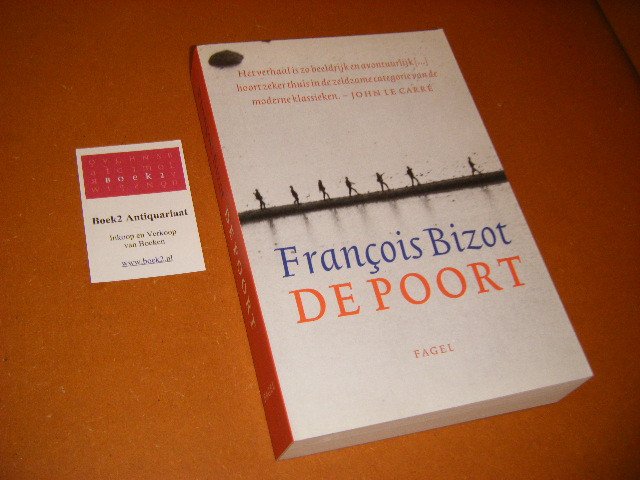 Het verhaal is zo beeldrijk en avontuurlijk [...]
hoort zeker thuis in de zeldzame categorie van de
moderne klassieken. – JOHN LE CARRÉ
François Bizot
DE POORT
FAGEL
Boek2
Boek2 Antiquariaat
Inkoop en Verkoop
van Boeken
www.boek2.nl